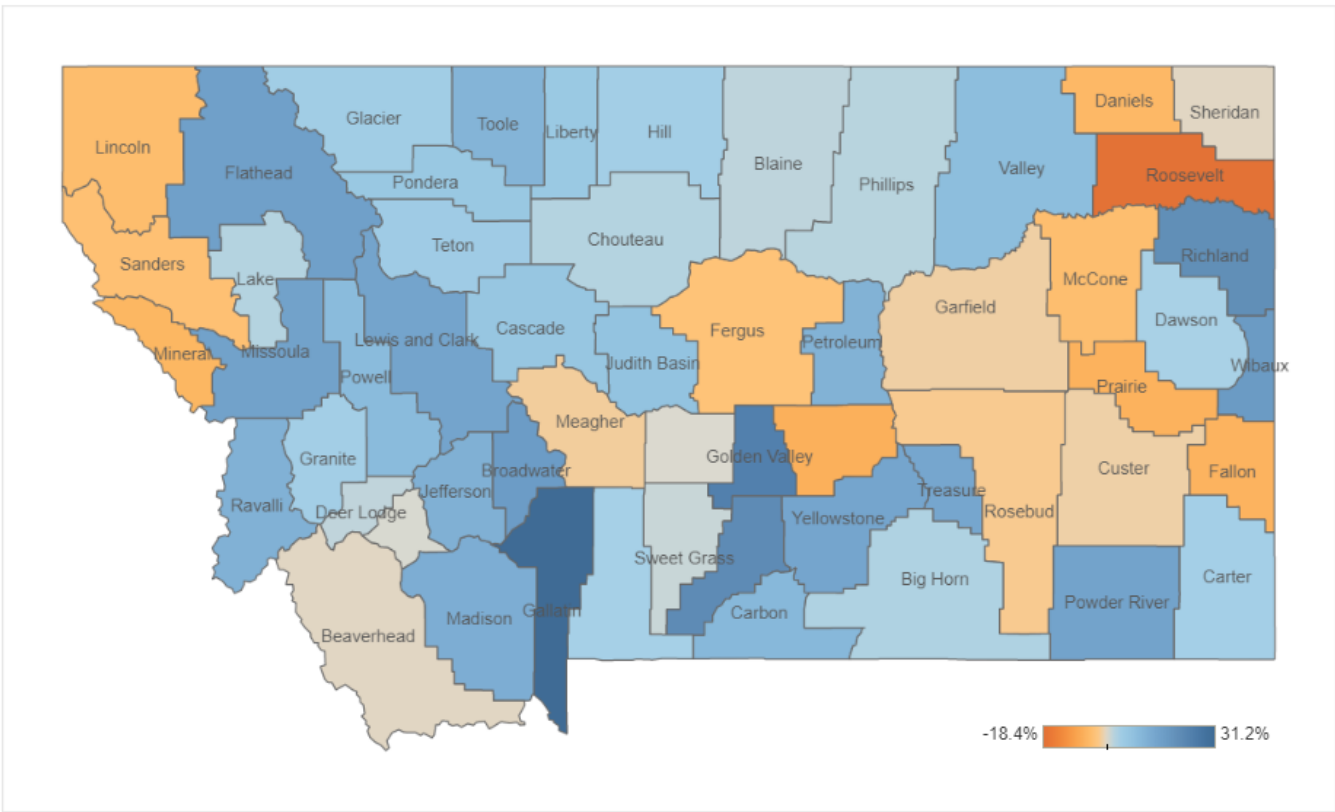 Glacier
Toole
Liberty
Hill
Blaine
Phillips
Valley
Daniels
Sheridan
Lincoln
Flathead
Pondera
Roosevelt
Sanders
Lake
Teton
Chouteau
McCone
Richland
Garfield
Dawson
Mineral
Missoula
Lewis and Clark
Cascade
Fergus
Petroleum
Judith Basin
Powell
Wibaux
Prairie
Meagher
Granite
Broadwater
Golden Valley
Custer
Fallon
Ravalli
Deer Lodge
Jefferson
Yellowstone
Treasure
Rosebud
Sweet Grass
Madison
Gallatin
Carbon
Big Horn
Powder River
Carter
Beaverhead
-18.4% 31.2%